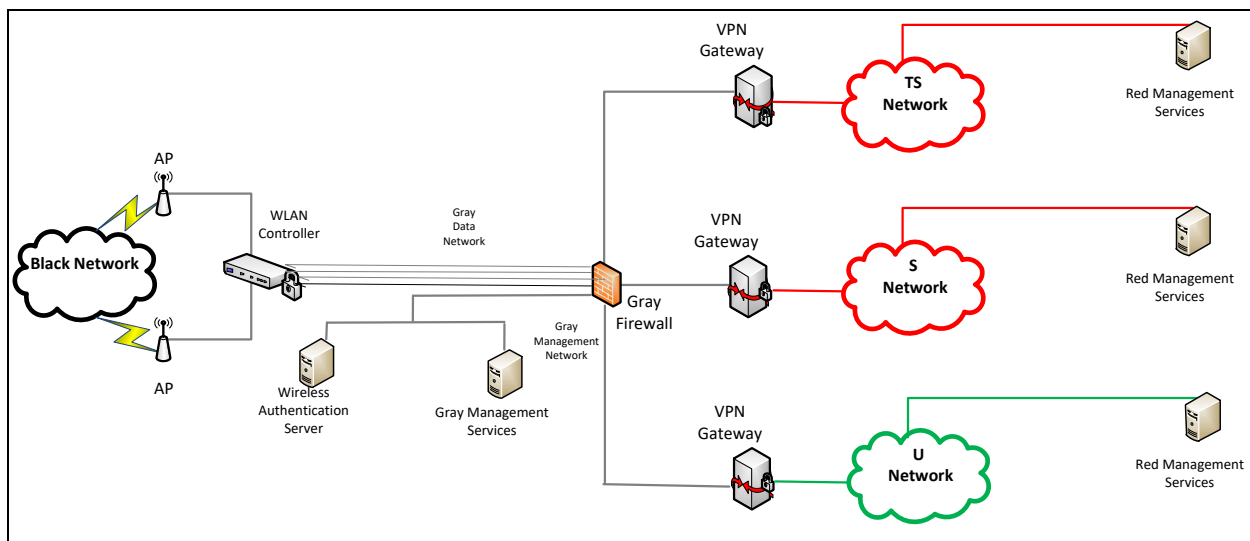 VPN
Gateway
TS
Network
Red Management
Services
AP
WLAN
Controller
Gray
Data
Network
Black Network
VPN
Gateway
S
Network
Red Management
Services
Gray
Firewall
AP
Gray
Management
Network
Wireless
Authentication
Server
Gray Management
Services
VPN
Gateway
U
Network
Red Management
Services